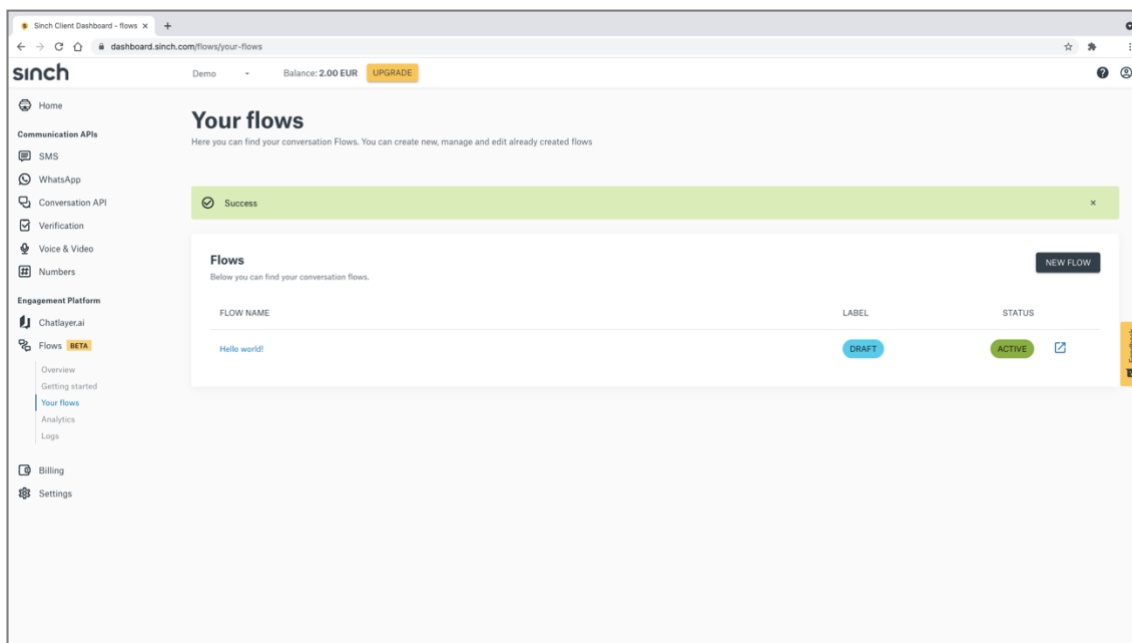 Sinch Client Dashboard - flows
dashboard.sinch.com/flows/your-flows
sinch
Demo
Balance: 2.00 EUR
UPGRADE
Home
Communication APIs
SMS
WhatsApp
Conversation API
Verification
Voice & Video
Numbers
Engagement Platform
Chatlayer.ai
Flows BETA
Overview
Getting started
Your flows
Analytics
Logs
Billing
Settings
Your flows
Here you can find your conversation Flows. You can create new, manage and edit already created flows
Success
Flows
Below you can find your conversation flows.
NEW FLOW
FLOW NAME LABEL STATUS
Hello world! DRAFT ACTIVE